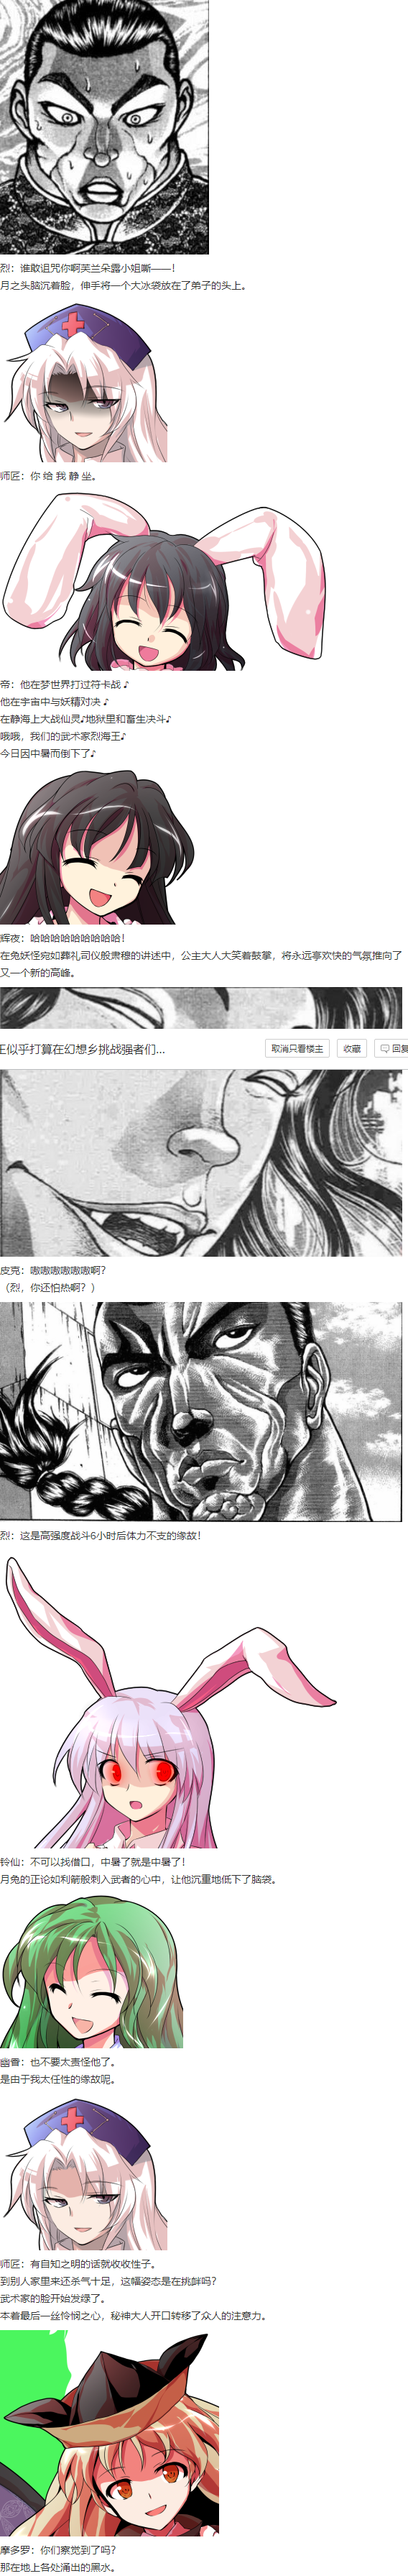 烈：谁敢诅咒你啊芙兰朵露小姐嘶——！
月之头脑沉着脸，伸手将一个大冰袋放在了弟子的头上。
师匠：你 给 我 静 坐。
帝：他在梦世界打过符卡战♪
他在宇宙中与妖精对决♪
在静海上大战仙灵♪地狱里和畜生决斗♪
哦哦，我们的武术家烈海王♪
今日因中暑而倒下了♪
辉夜：哈哈哈哈哈哈哈哈哈！
在兔妖怪宛如葬礼司仪般肃穆的讲述中，公主大人大笑着鼓掌，将永远亭欢快的气氛推向了
又一个新的高峰。
王似乎打算在幻想乡挑战强者们...
取消只看楼主
收藏
回复
皮克：嗷嗷嗷嗷嗷嗷啊？
（烈，你还怕热啊？）
烈：这是高强度战斗6小时后体力不支的缘故！
铃仙：不可以找借口，中暑了就是中暑了！
月兔的正论如利箭般刺入武者的心中，让他沉重地低下了脑袋。
幽香：也不要太责怪他了。
是由于我太任性的缘故呢。
师匠：有自知之明的话就收收性子。
到别人家里来还杀气十足，这幅姿态是在挑衅吗？
武术家的脸开始发绿了。
本着最后一丝怜悯之心，秘神大人开口转移了众人的注意力。
摩多罗：你们察觉到了吗？
那在地上各处涌出的黑水。